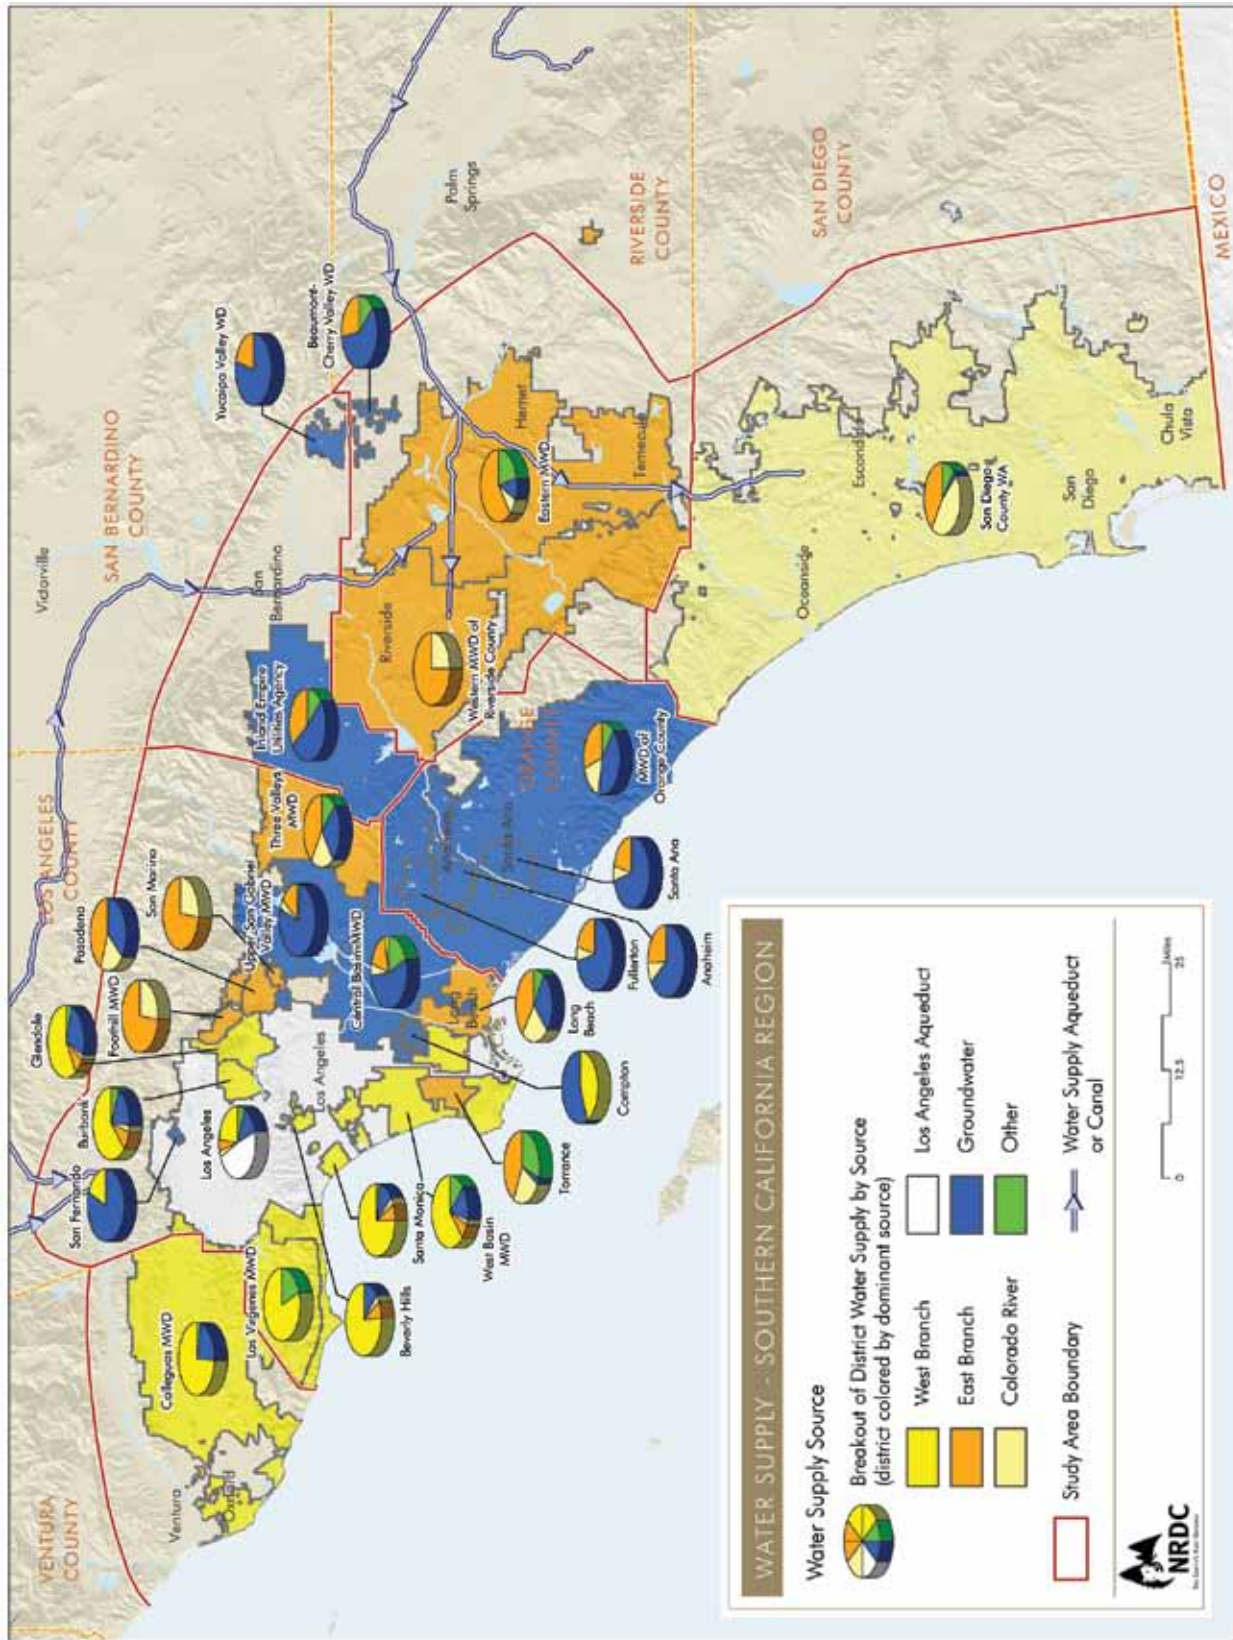 VENTURA
COUNTY
LOS ANGELES
COUNTY
SAN BERNARDINO
COUNTY
RIVERSIDE
COUNTY
SAN DIEGO
COUNTY
ORANGE
COUNTY
MEXICO
Victorville
Palm
Springs
San
Bernardino
Riverside
Hemet
Temecula
Escondido
Oceanside
San
Diego
Chula
Vista
Ventura
Oxnard
Los Angeles
Long
Beach
Anaheim
Santa Ana
San Fernando
Burbank
Glendale
Foothill MWD
Pasadena
San Marino
Upper San Gabriel
Valley MWD
Three Valleys
MWD
Inland Empire
Utilities Agency
Yucaipa Valley WD
Beaumont-
Cherry Valley WD
Eastern MWD
Western MWD of
Riverside County
San Diego
County WA
MWD of
Orange County
Santa Ana
Anaheim
Fullerton
Long
Beach
Compton
Torrance
West Basin
MWD
Santa Monica
Beverly Hills
Las Virgenes MWD
Calleguas MWD
Los Angeles
Central Basin MWD
WATER SUPPLY - SOUTHERN CALIFORNIA REGION
Water Supply Source
Breakout of District Water Supply by Source
(district colored by dominant source)
West Branch
Los Angeles Aqueduct
East Branch
Groundwater
Colorado River
Other
Study Area Boundary
Water Supply Aqueduct
or Canal
NRDC
0
12.5
25
Miles